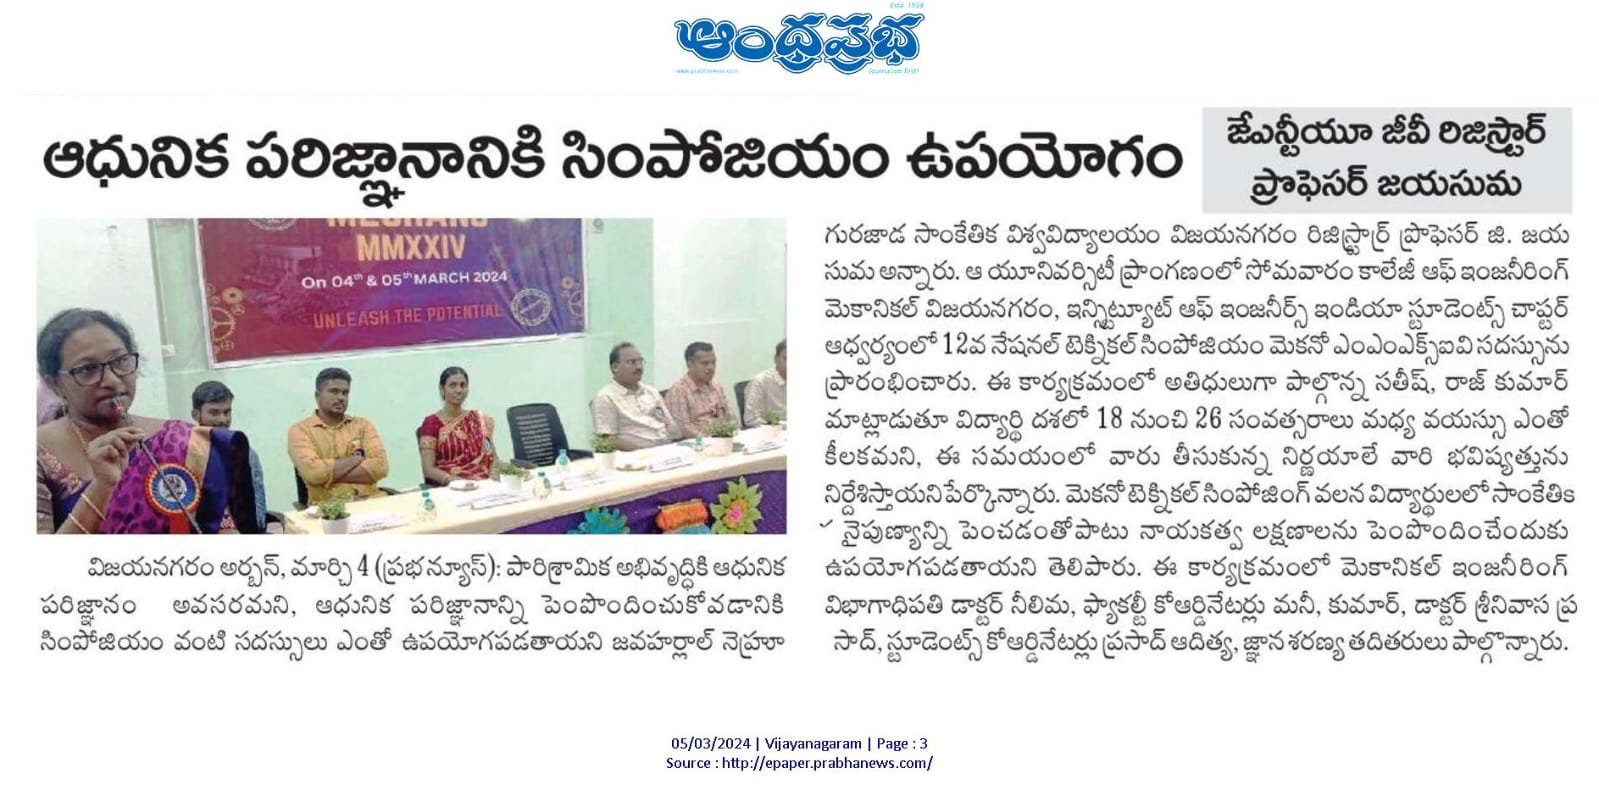 Estd. 1938
ఆంధ్రప్రభ
www.prabhanews.com
Journalism first!
ఆధునిక పరిజ్ఞానానికి సింపోజియం ఉపయోగం
జేఎన్టీయూ జీవీ రిజిస్ట్రార్
ప్రొఫెసర్ జయసుమ
MMXXIV
On 04th & 05th MARCH 2024
UNLEASH THE POTENTIAL
విజయనగరం అర్బన్, మార్చి 4 (ప్రభన్యూస్): పారిశ్రామిక అభివృద్ధికి ఆధునిక
పరిజ్ఞానం అవసరమని, ఆధునిక పరిజ్ఞానాన్ని పెంపొందించుకోవడానికి
సింపోజియం వంటి సదస్సులు ఎంతో ఉపయోగపడతాయని జవహర్లాల్ నెహ్రూ
గురజాడ సాంకేతిక విశ్వవిద్యాలయం విజయనగరం రిజిస్ట్రార్ ప్రొఫెసర్ జి. జయ
సుమ అన్నారు. ఆ యూనివర్సిటీ ప్రాంగణంలో సోమవారం కాలేజీ ఆఫ్ ఇంజనీరింగ్
మెకానికల్ విజయనగరం, ఇన్స్టిట్యూట్ ఆఫ్ ఇంజనీర్స్ ఇండియా స్టూడెంట్స్ చాప్టర్
ఆధ్వర్యంలో 12వ నేషనల్ టెక్నికల్ సింపోజియం మెకనో ఎంఎంఎక్స్ఐవి సదస్సును
ప్రారంభించారు. ఈ కార్యక్రమంలో అతిధులుగా పాల్గొన్న సతీష్, రాజ్ కుమార్
మాట్లాడుతూ విద్యార్థి దశలో 18 నుంచి 26 సంవత్సరాలు మధ్య వయస్సు ఎంతో
కీలకమని, ఈ సమయంలో వారు తీసుకున్న నిర్ణయాలే వారి భవిష్యత్తును
నిర్దేశిస్తాయని పేర్కొన్నారు. మెకనో టెక్నికల్ సింపోజింగ్ వలన విద్యార్థులలో సాంకేతిక
నైపుణ్యాన్ని పెంచడంతోపాటు నాయకత్వ లక్షణాలను పెంపొందించేందుకు
ఉపయోగపడతాయని తెలిపారు. ఈ కార్యక్రమంలో మెకానికల్ ఇంజనీరింగ్
విభాగాధిపతి డాక్టర్ నీలిమ, ఫ్యాకల్టీ కోఆర్డినేటర్లు మనీ, కుమార్, డాక్టర్ శ్రీనివాస ప్ర
సాద్, స్టూడెంట్స్ కోఆర్డినేటర్లు ప్రసాద్ ఆదిత్య, జ్ఞాన శరణ్య తదితరులు పాల్గొన్నారు.
05/03/2024 | Vijayanagaram | Page : 3
Source : http://epaper.prabhanews.com/